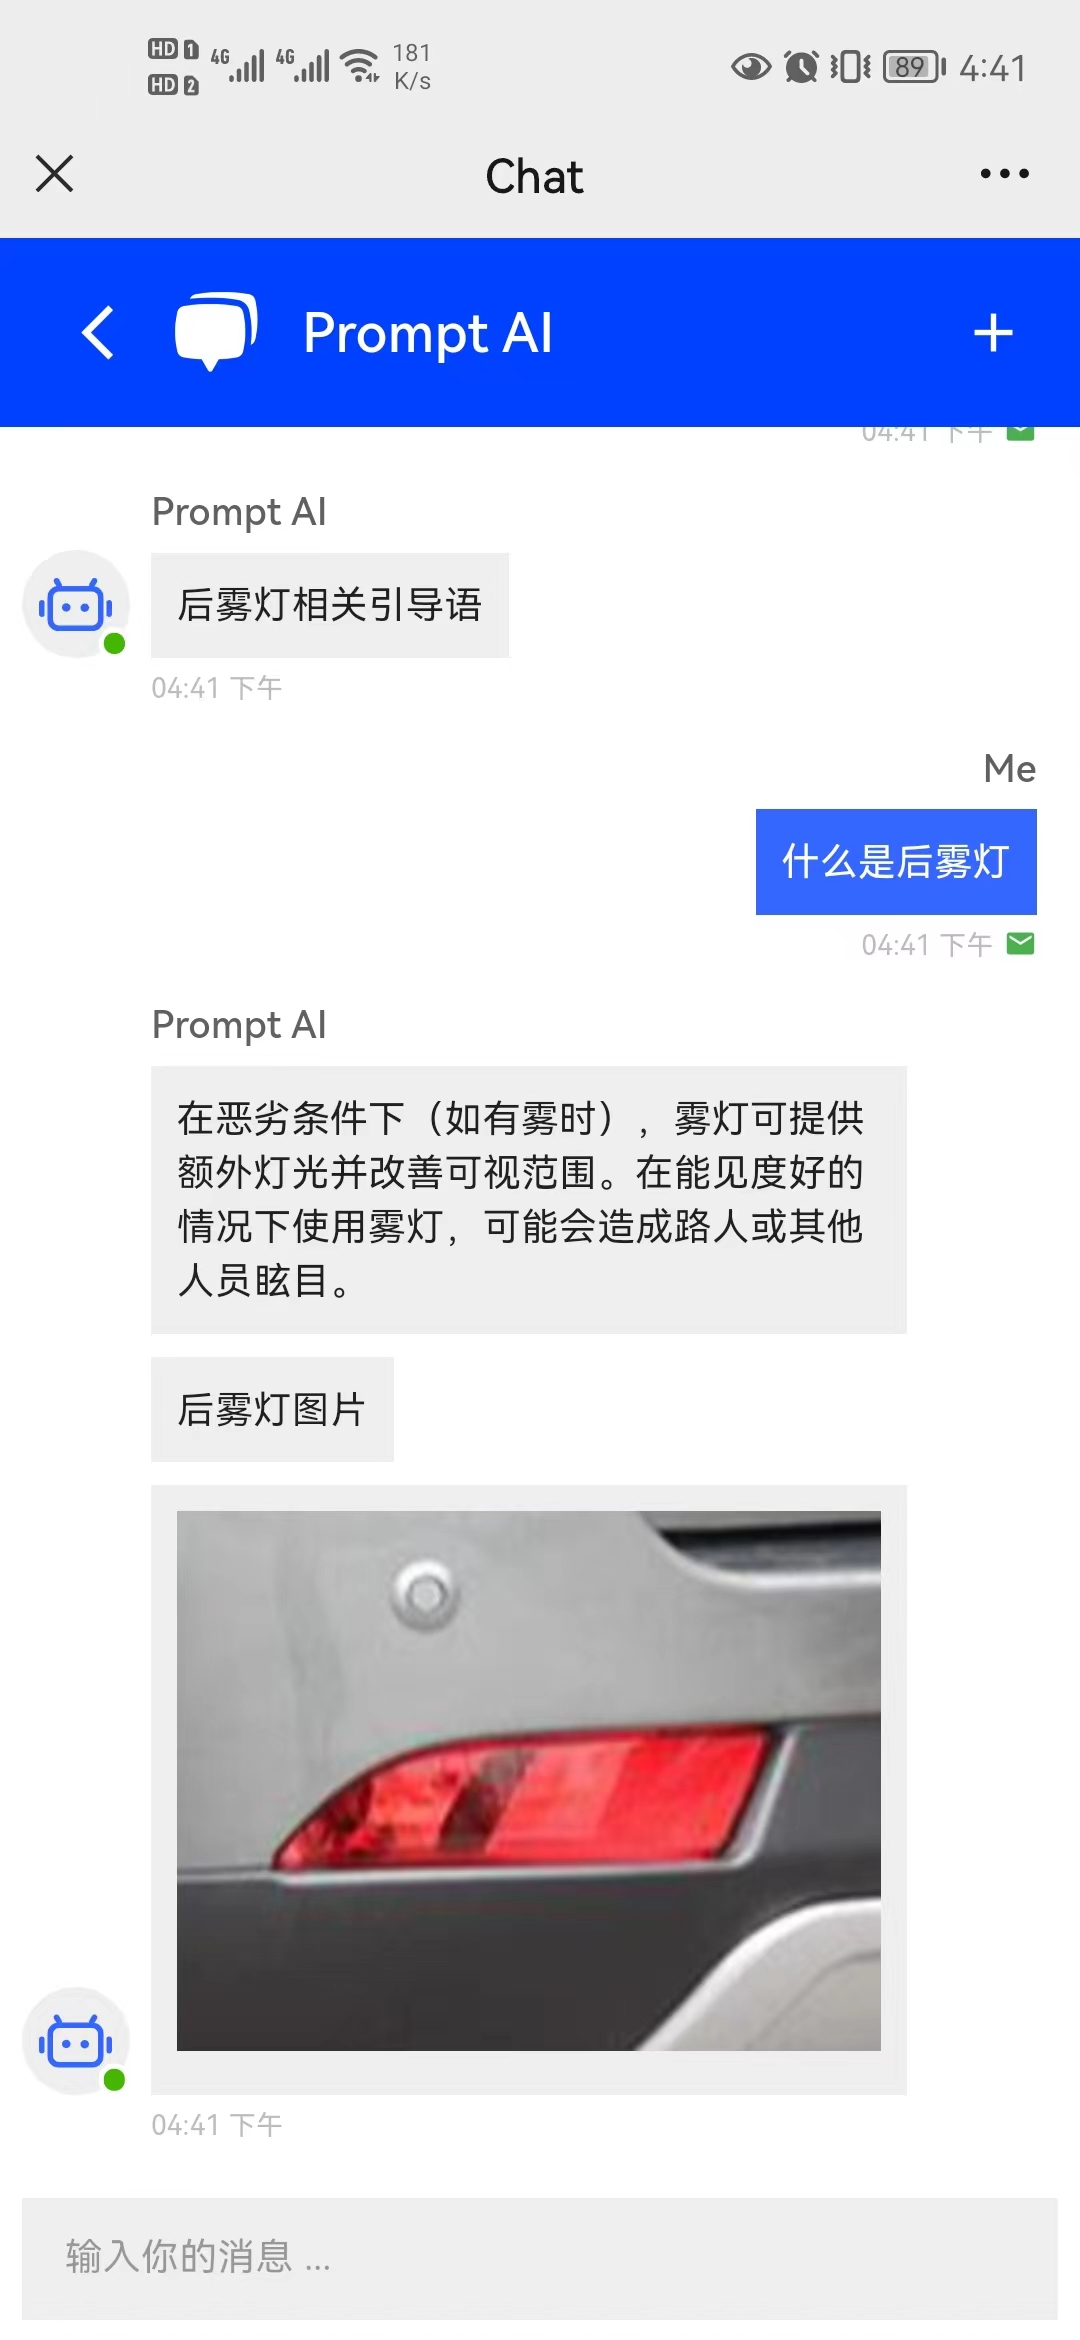 HD 1 4G 4G 181
HD 2 K/s
89 4:41
Chat
Prompt AI
04:41 下午
Prompt AI
后雾灯相关引导语
04:41 下午
Me
什么是后雾灯
04:41 下午
Prompt AI
在恶劣条件下（如有雾时），雾灯可提供
额外灯光并改善可视范围。在能见度好的
情况下使用雾灯，可能会造成路人或其他
人员眩目。
后雾灯图片
04:41 下午
输入你的消息 ...